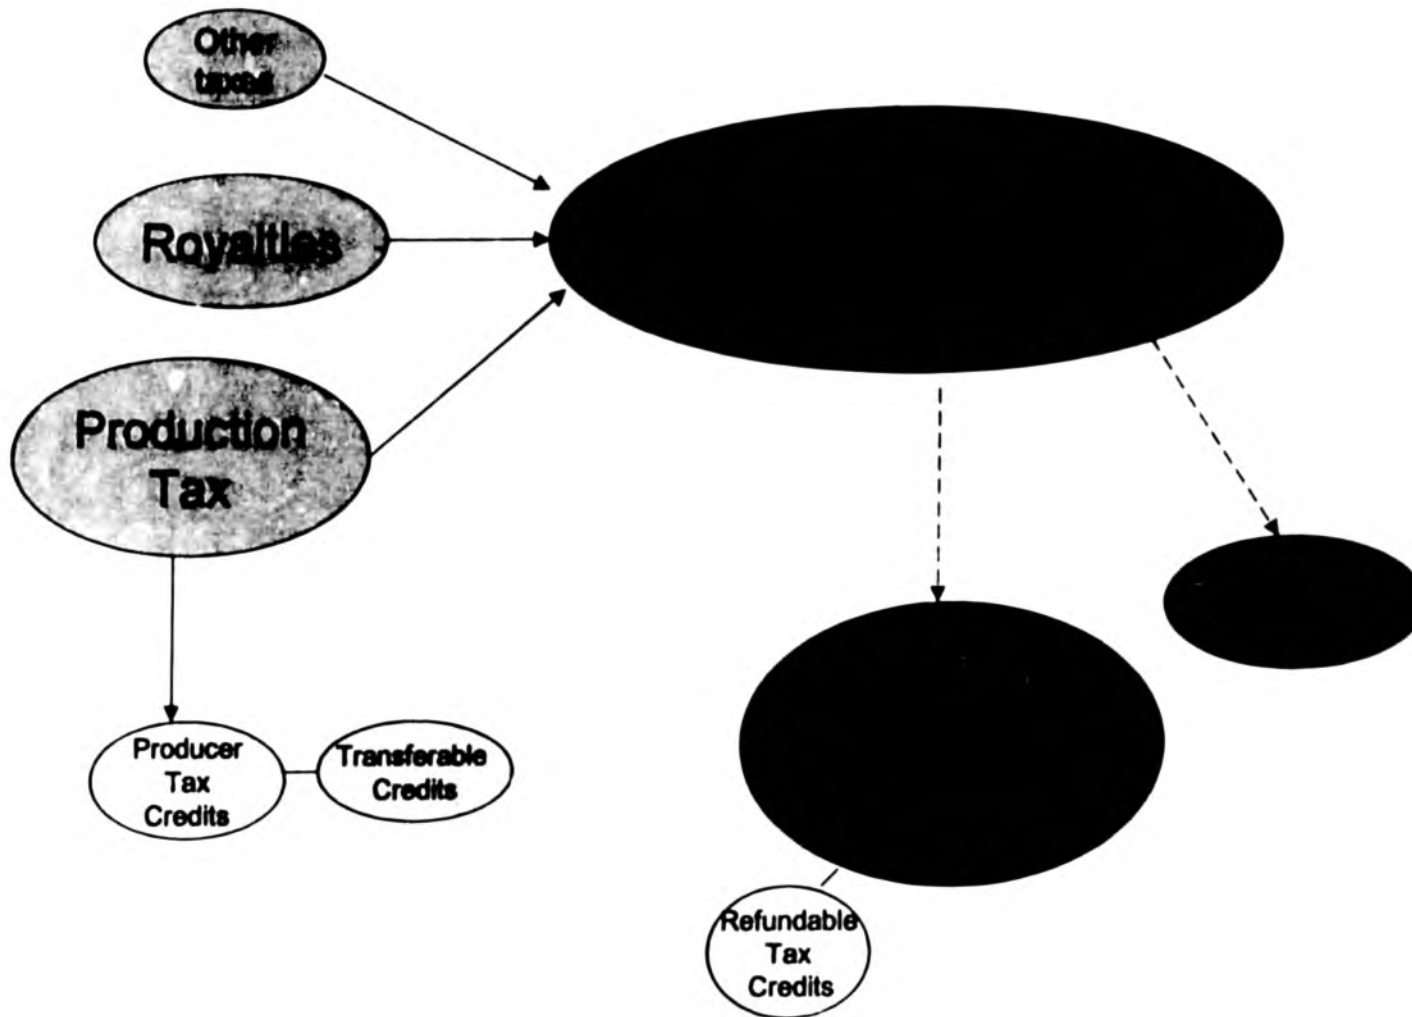 Other
taxes
Royalties
Production
Tax
Producer
Tax
Credits
Transferable
Credits
Refundable
Tax
Credits